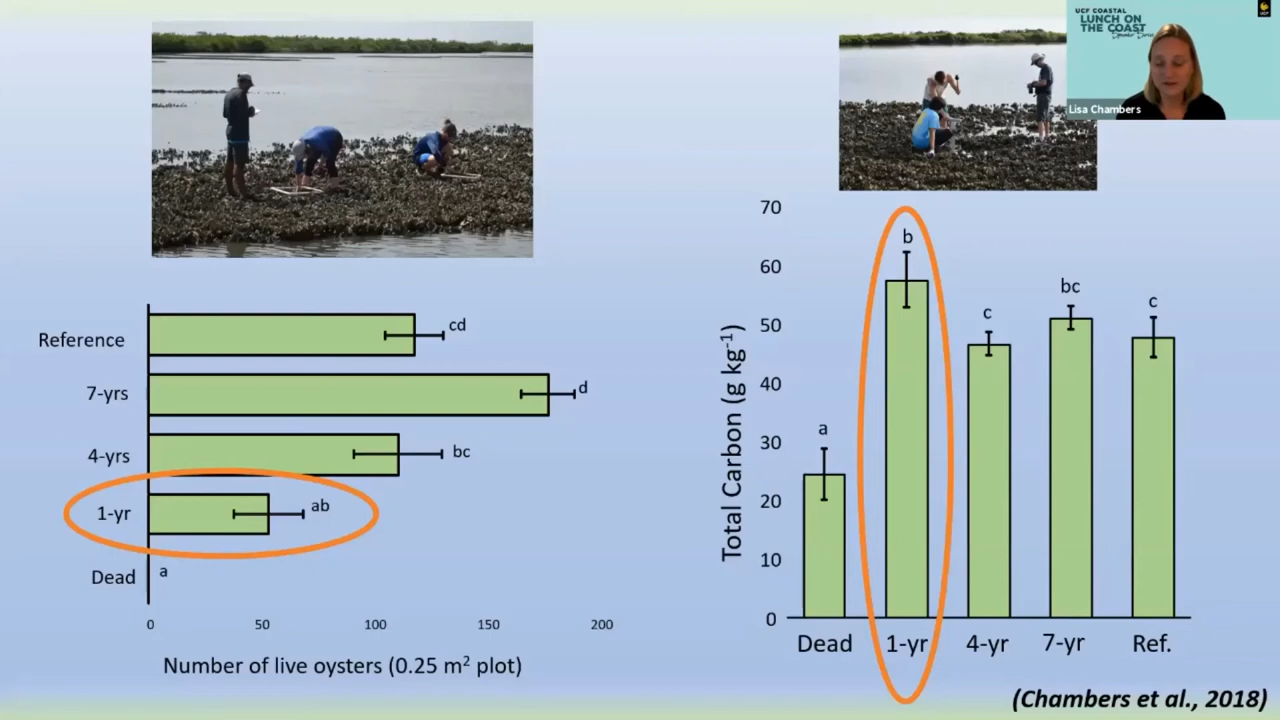 UCF COASTAL
LUNCH ON
THE COAST
Speaker Series
UCF
Lisa Chambers
Reference
7-yrs
4-yrs
1-yr
Dead
cd
d
bc
ab
a
0 50 100 150 200
Number of live oysters (0.25 m² plot)
Total Carbon (g kg⁻¹)
70
60
50
40
30
20
10
0
a
b
c
bc
c
Dead 1-yr 4-yr 7-yr Ref.
(Chambers et al., 2018)